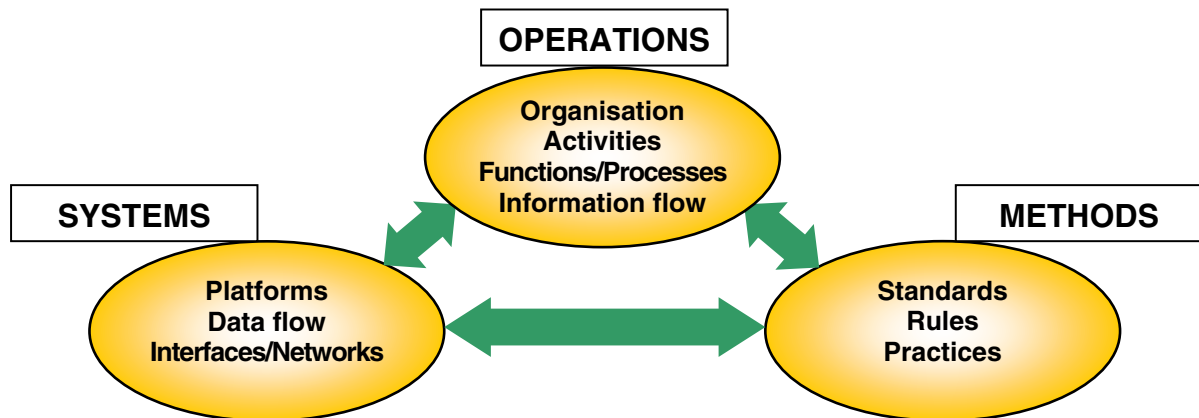 OPERATIONS
Organisation
Activities
Functions/Processes
Information flow
SYSTEMS
Platforms
Data flow
Interfaces/Networks
METHODS
Standards
Rules
Practices